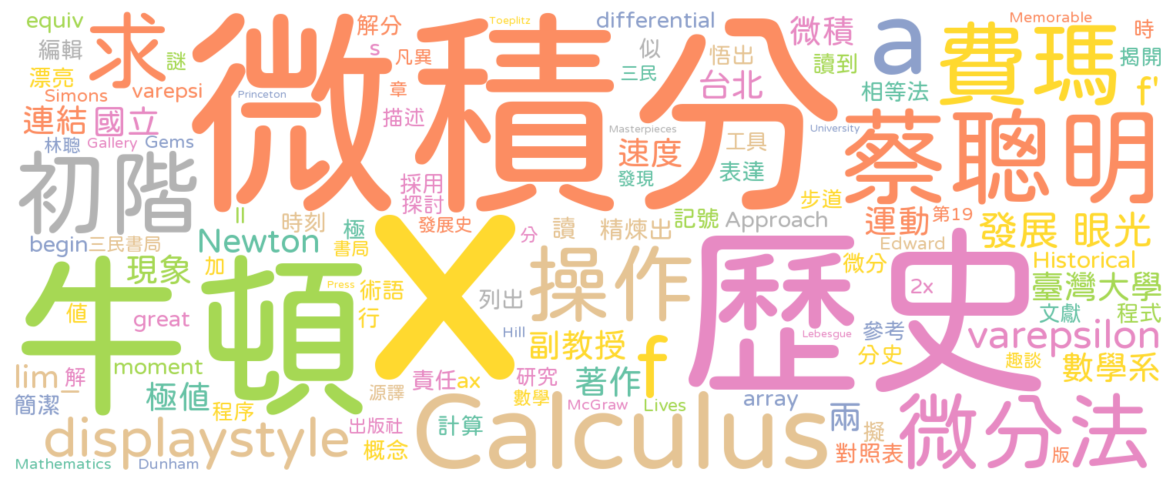 equiv
求
微積分
解分
s
凡異
Toeplitz
differential
微積
a
費瑪
Memorable
時
編輯
謎
似
悟出
讀到
揭開
漂亮
三民
台北
相等法
f'
Simons
varepsi
Princeton
章
連結
國立
描述
Masterpieces
工具
University
蔡聰明
林聰
Gallery
Gems
速度
表達
初階
採用
發現
探討
步道
II
時刻
極
發展史
分
讀
精煉出
記號
Approach
運動
第19
發展
眼光
begin
三民書局
Newton
書局
Edward
現象
加
X
操作
歷史
微分
Historical
牛頓
Press
術語
列出
2x
臺灣大學
值
great
行
Hill
Lebesgue
參考
文獻
程式
副教授
f
varepsilon
moment
分史
趣談
lim_
解
源譯
責任
ax
研究
著作
數學系
簡潔
極值
程序
數學
McGraw
Lives
array
兩
微分法
displaystyle
出版社
Calculus
計算
擬
概念
對照表
版
Mathematics
Dunham